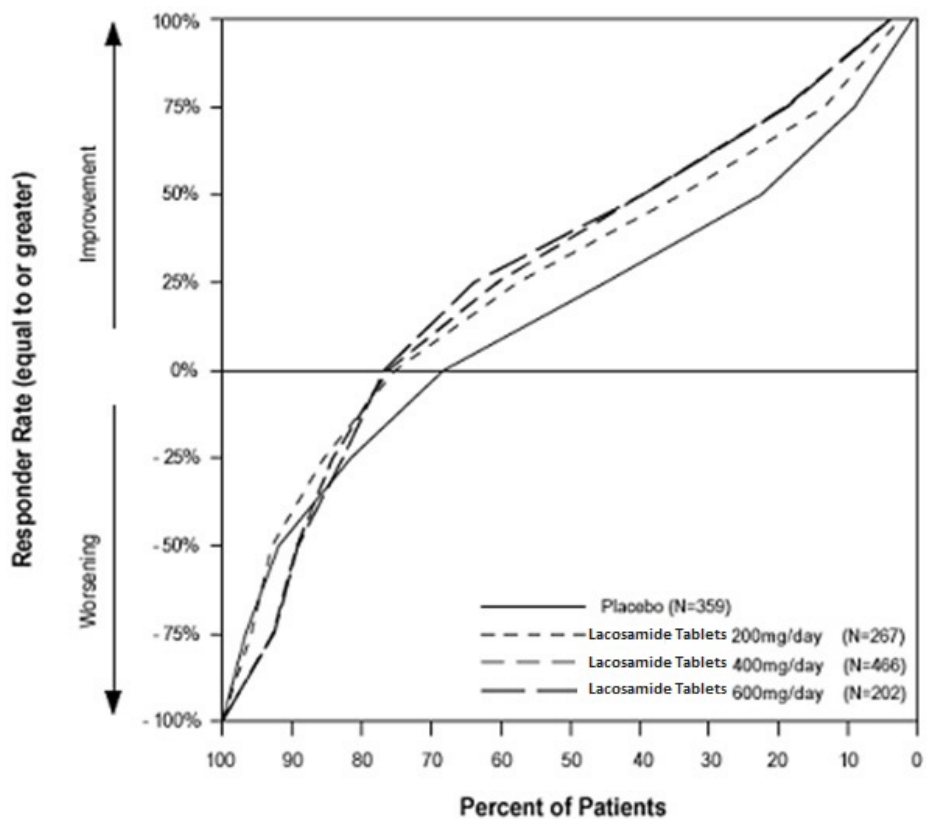 Responder Rate (equal to or greater)
Improvement
Worsening
100%
75%
50%
25%
0%
- 25%
- 50%
- 75%
- 100%
Placebo (N=359)
Lacosamide Tablets 200mg/day (N=267)
Lacosamide Tablets 400mg/day (N=466)
Lacosamide Tablets 600mg/day (N=202)
100 90 80 70 60 50 40 30 20 10 0
Percent of Patients